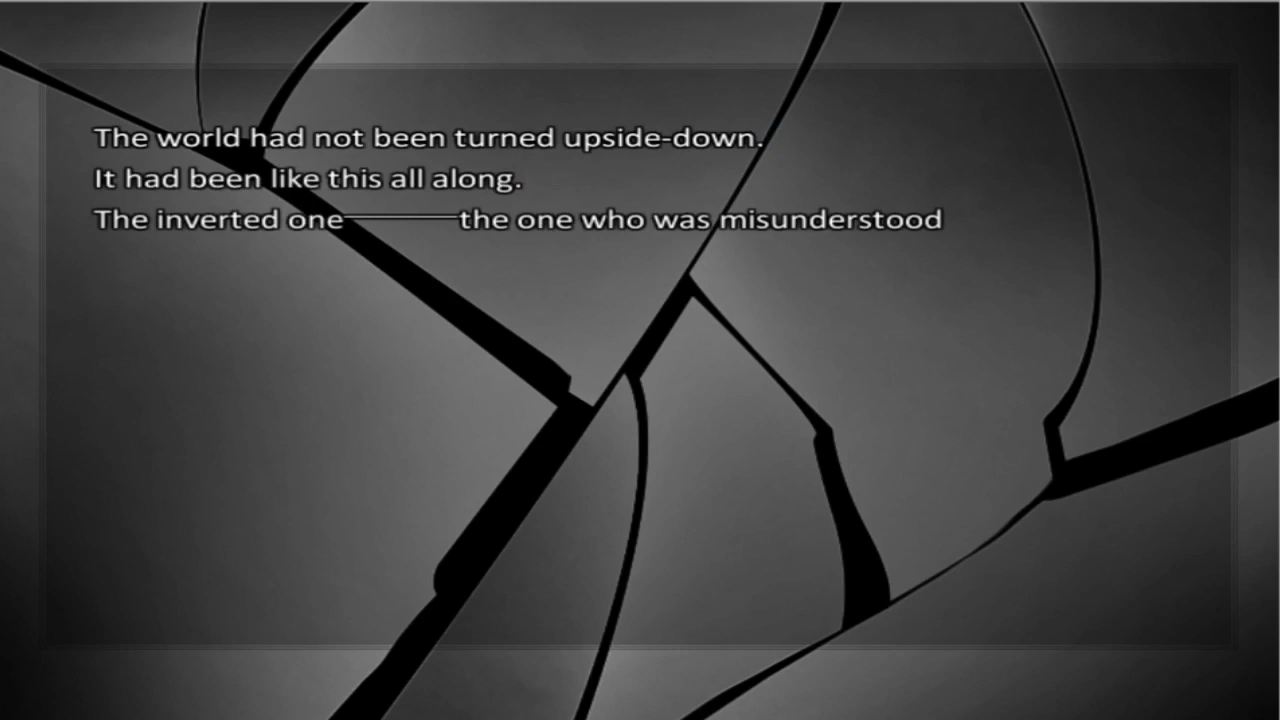 The world had not been turned upside-down.
It had been like this all along.
The inverted one———the one who was misunderstood